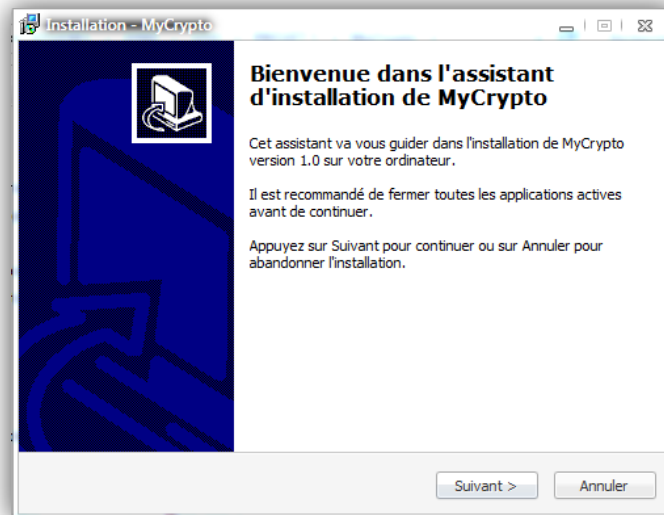 Installation - MyCrypto
Bienvenue dans l'assistant
d'installation de MyCrypto
Cet assistant va vous guider dans l'installation de MyCrypto
version 1.0 sur votre ordinateur.
Il est recommandé de fermer toutes les applications actives
avant de continuer.
Appuyez sur Suivant pour continuer ou sur Annuler pour
abandonner l'installation.
Suivant >
Annuler